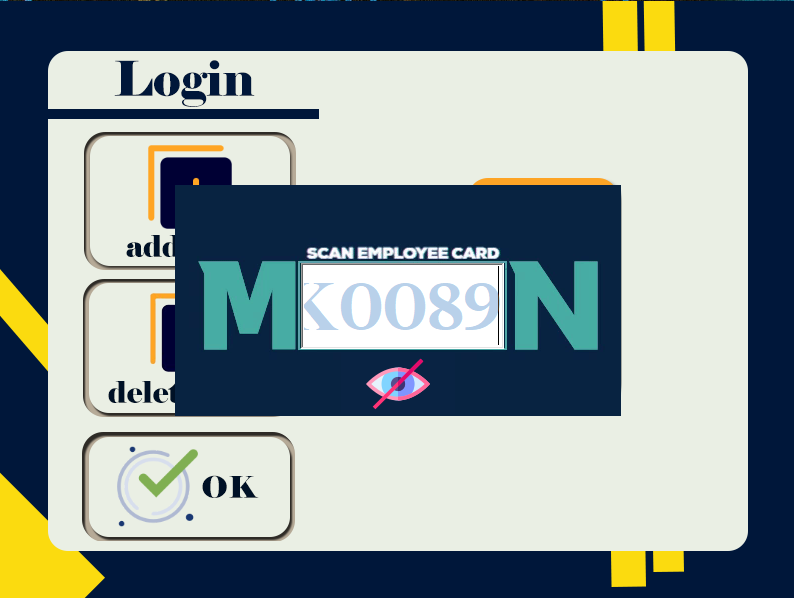 Login
add
SCAN EMPLOYEE CARD
M K0089 N
delet
OK